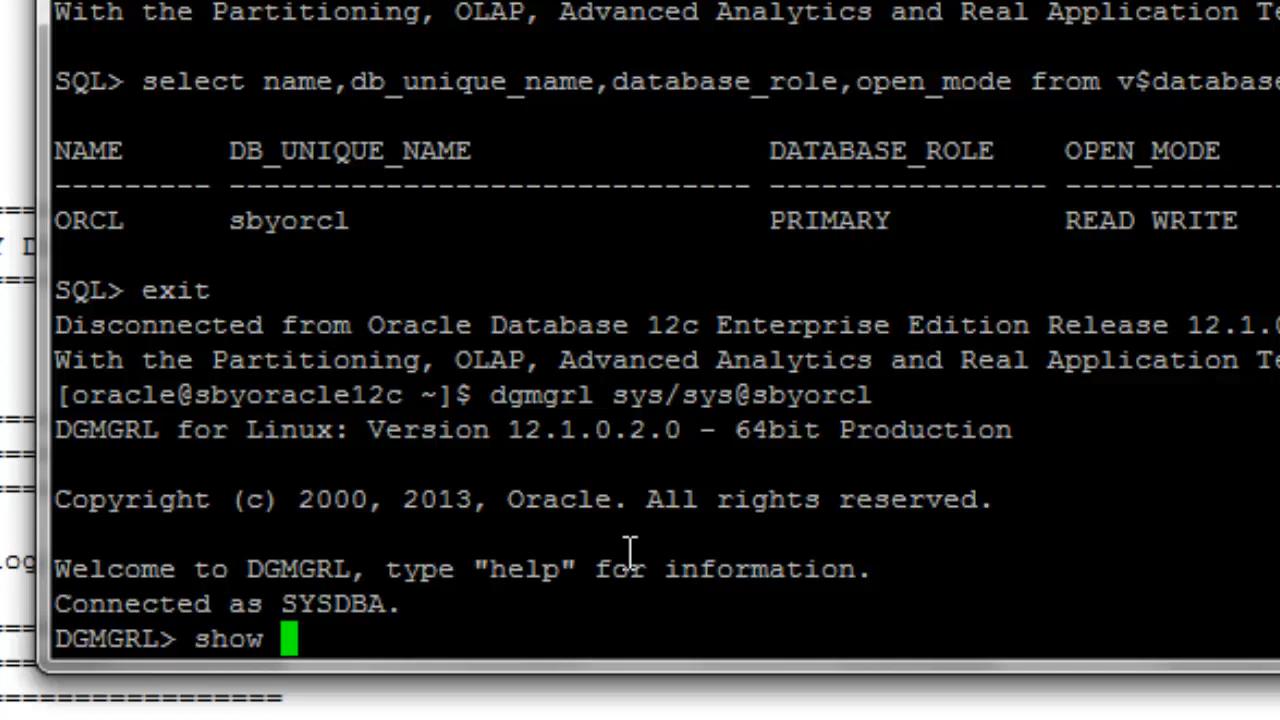 With the Partitioning, OLAP, Advanced Analytics and Real Application
SQL> select name,db_unique_name,database_role,open_mode from v$database
NAME DB_UNIQUE_NAME DATABASE_ROLE OPEN_MODE
--------- ------------------------------ ---------------- -------------
ORCL sbyorcl PRIMARY READ WRITE
SQL> exit
Disconnected from Oracle Database 12c Enterprise Edition Release 12.1.
With the Partitioning, OLAP, Advanced Analytics and Real Application
[oracle@sbyoracle12c ~]$ dgmgrl sys/sys@sbyorcl
DGMGRL for Linux: Version 12.1.0.2.0 - 64bit Production
Copyright (c) 2000, 2013, Oracle. All rights reserved.
Welcome to DGMGRL, type "help" for information.
Connected as SYSDBA.
DGMGRL> show